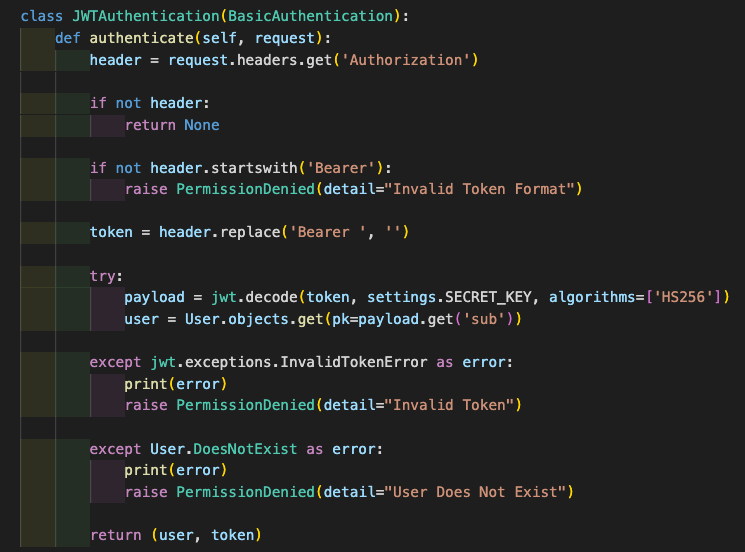 class JWTAuthentication(BasicAuthentication):
    def authenticate(self, request):
        header = request.headers.get('Authorization')

        if not header:
            return None

        if not header.startswith('Bearer'):
            raise PermissionDenied(detail="Invalid Token Format")

        token = header.replace('Bearer ', '')

        try:
            payload = jwt.decode(token, settings.SECRET_KEY, algorithms=['HS256'])
            user = User.objects.get(pk=payload.get('sub'))

        except jwt.exceptions.InvalidTokenError as error:
            print(error)
            raise PermissionDenied(detail="Invalid Token")

        except User.DoesNotExist as error:
            print(error)
            raise PermissionDenied(detail="User Does Not Exist")

        return (user, token)